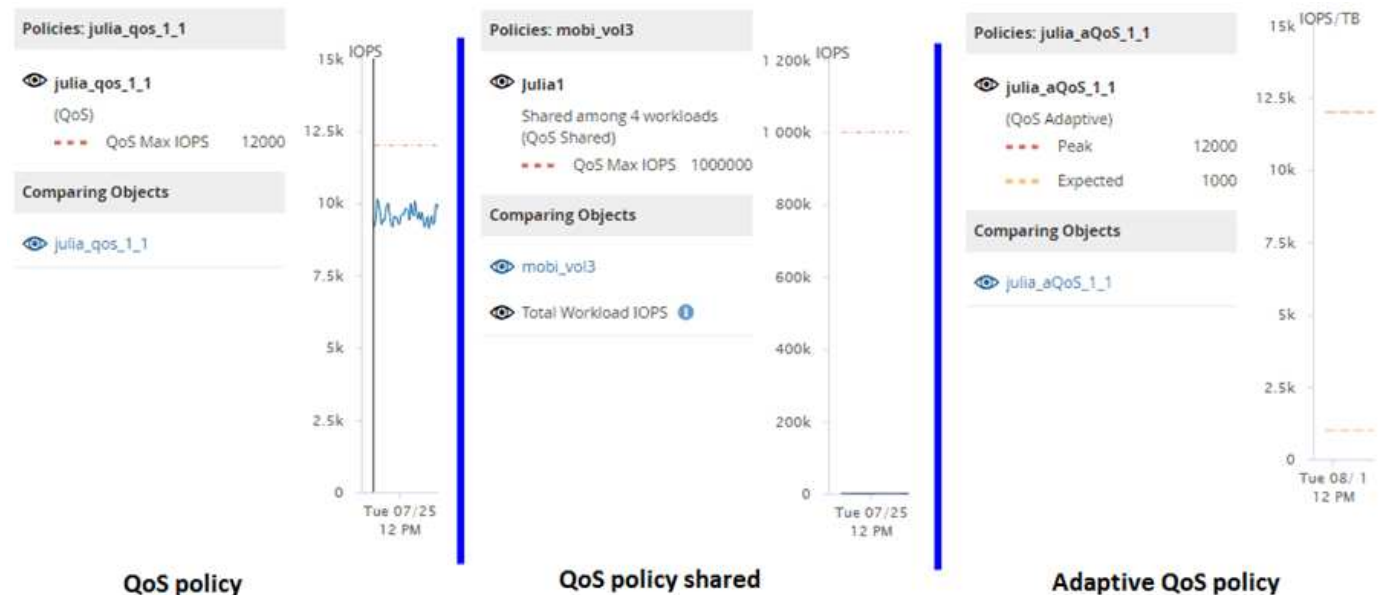 Policies: julia_qos_1_1
julia_qos_1_1
(QoS)
QoS Max IOPS 12000
Comparing Objects
julia_qos_1_1
IOPS
15k
12.5k
10k
7.5k
5k
2.5k
0
Tue 07/25
12 PM
QoS policy
Policies: mobi_vol3
Julia1
Shared among 4 workloads
(QoS Shared)
QoS Max IOPS 1000000
Comparing Objects
mobi_vol3
Total Workload IOPS
IOPS
1 200k
1 000k
800k
600k
400k
200k
0
Tue 07/25
12 PM
QoS policy shared
Policies: julia_aQoS_1_1
julia_aQoS_1_1
(QoS Adaptive)
Peak 12000
Expected 1000
Comparing Objects
julia_aQoS_1_1
IOPS/TB
15k
12.5k
10k
7.5k
5k
2.5k
0
Tue 08/ 1
12 PM
Adaptive QoS policy